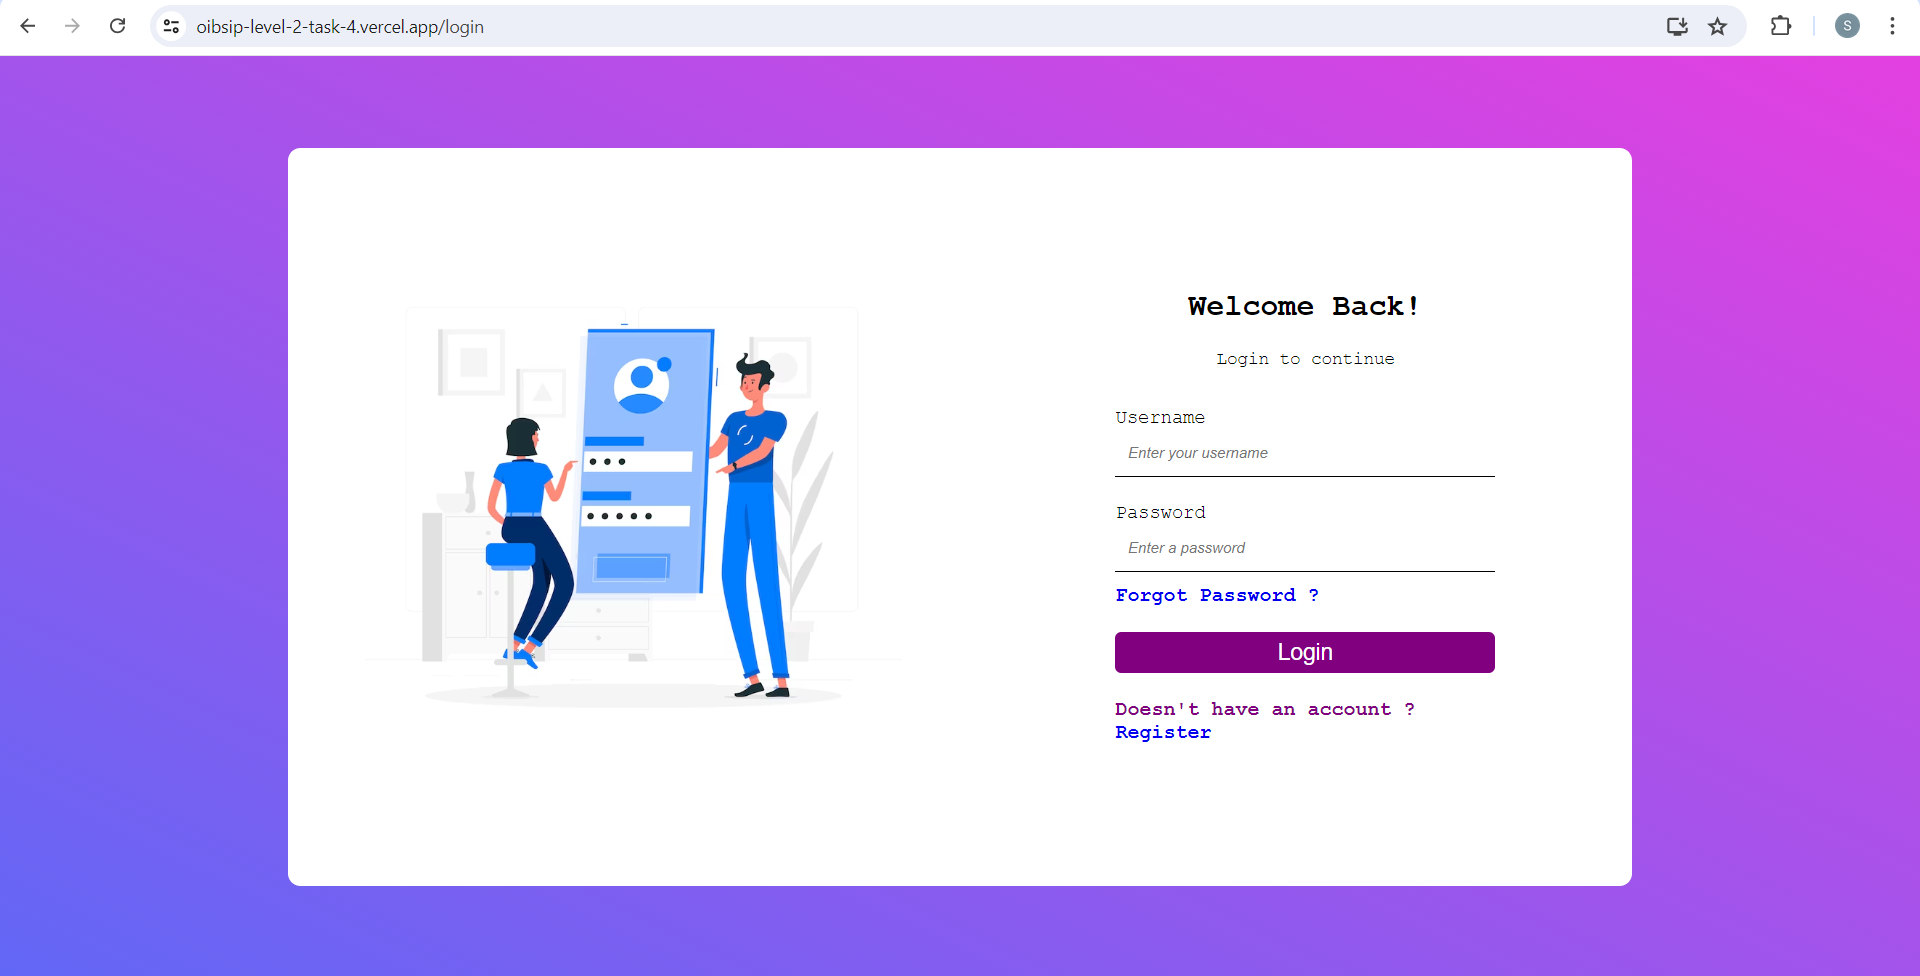 oibsip-level-2-task-4.vercel.app/login
S
Welcome Back!
Login to continue
Username
Enter your username
Password
Enter a password
Forgot Password ?
Login
Doesn't have an account ?
Register